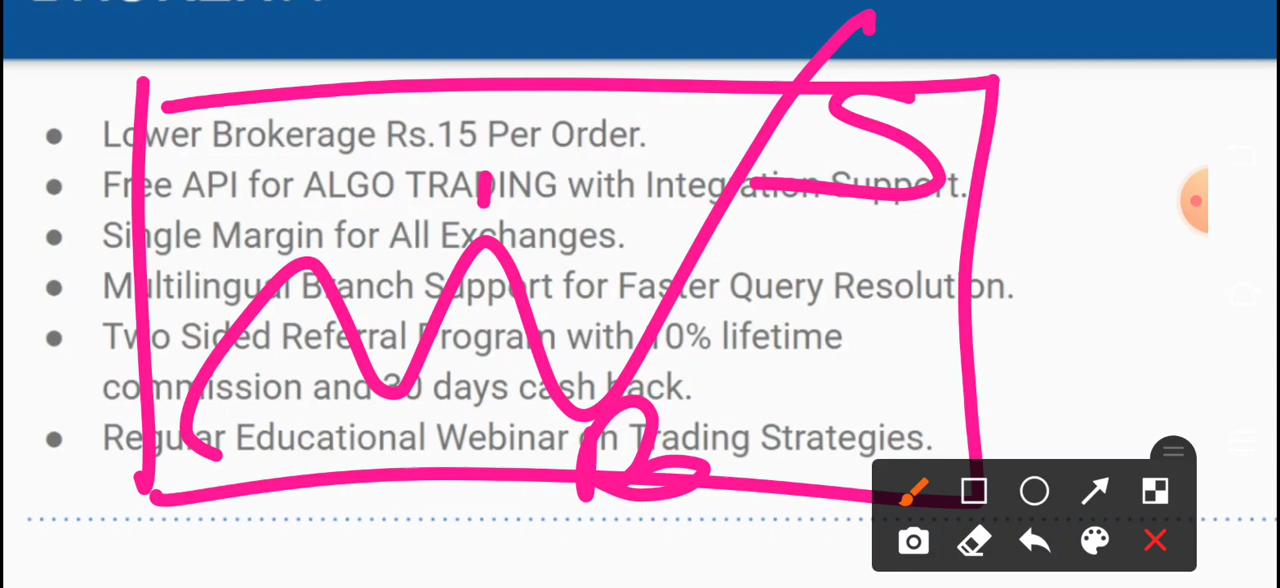 ● Lower Brokerage Rs.15 Per Order.
● Free API for ALGO TRADING with Integration Support.
● Single Margin for All Exchanges.
● Multilingual Branch Support for Faster Query Resolution.
● Two Sided Referral Program with 10% lifetime
commission and 30 days cash back.
● Regular Educational Webinar on Trading Strategies.